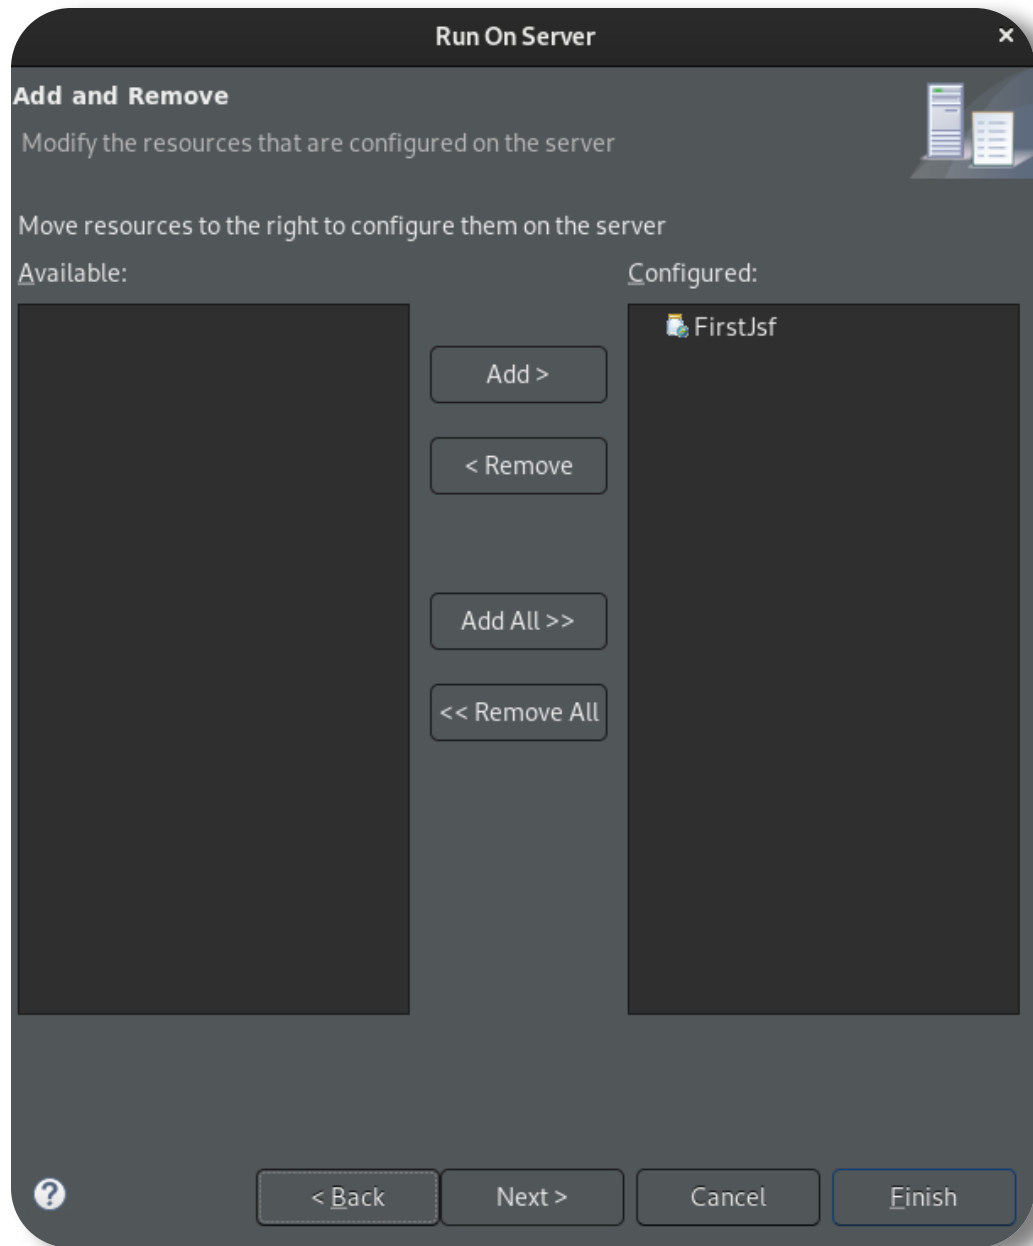 Run On Server ×
Add and Remove
Modify the resources that are configured on the server
Move resources to the right to configure them on the server
Available: Configured:
FirstJsf
Add >
< Remove
Add All >>
<< Remove All
? < Back Next > Cancel Finish